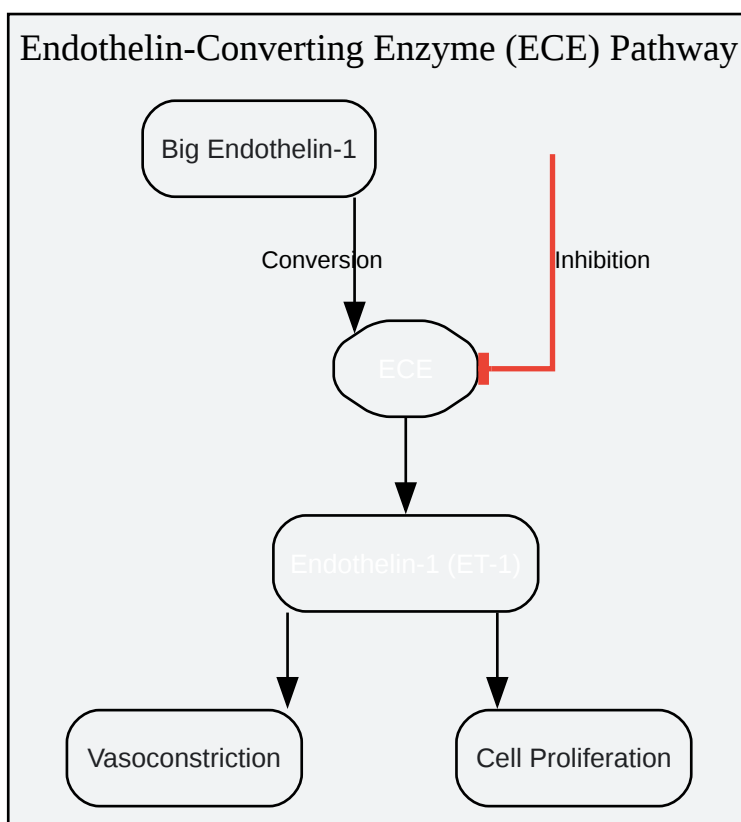 Endothelin-Converting Enzyme (ECE) Pathway
Big Endothelin-1
Conversion
Inhibition
ECE
Endothelin-1 (ET-1)
Vasoconstriction
Cell Proliferation